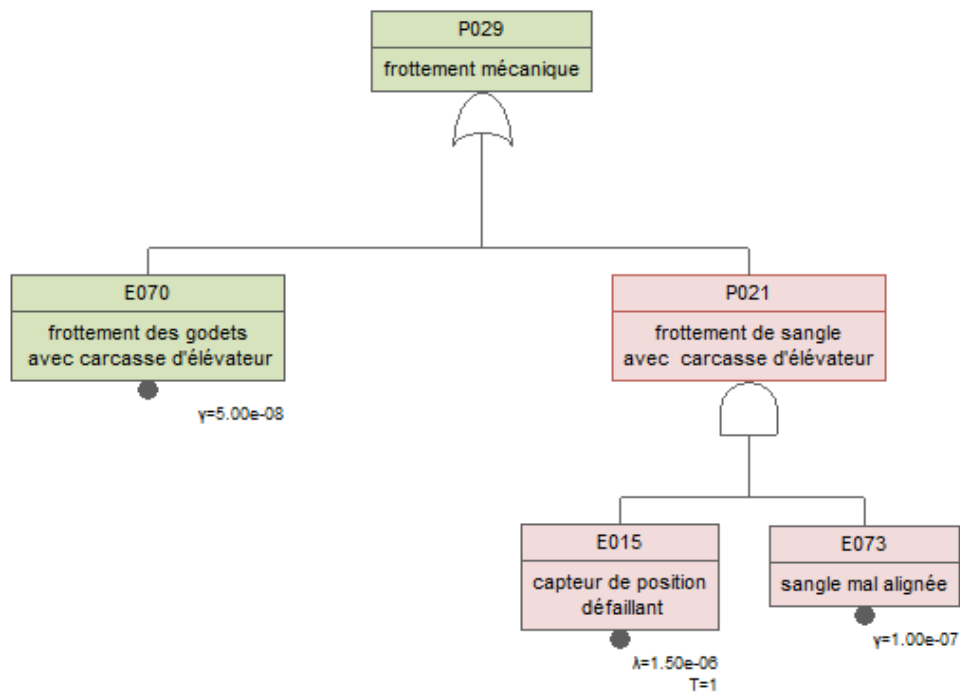 P029
frottement mécanique
E070
frottement des godets
avec carcasse d'élévateur
γ=5.00e-08
P021
frottement de sangle
avec carcasse d'élévateur
E015
capteur de position
défaillant
λ=1.50e-06
T=1
E073
sangle mal alignée
γ=1.00e-07